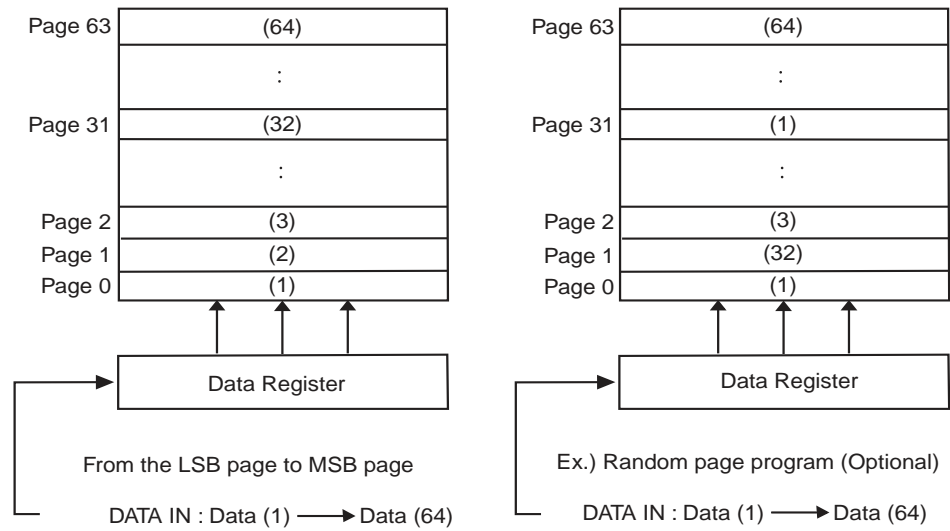 Page 63 (64)
:
Page 31 (32)
:
Page 2 (3)
Page 1 (2)
Page 0 (1)
Data Register
From the LSB page to MSB page
DATA IN : Data (1) → Data (64)
Page 63 (64)
:
Page 31 (1)
:
Page 2 (3)
Page 1 (32)
Page 0 (1)
Data Register
Ex.) Random page program (Optional)
DATA IN : Data (1) → Data (64)